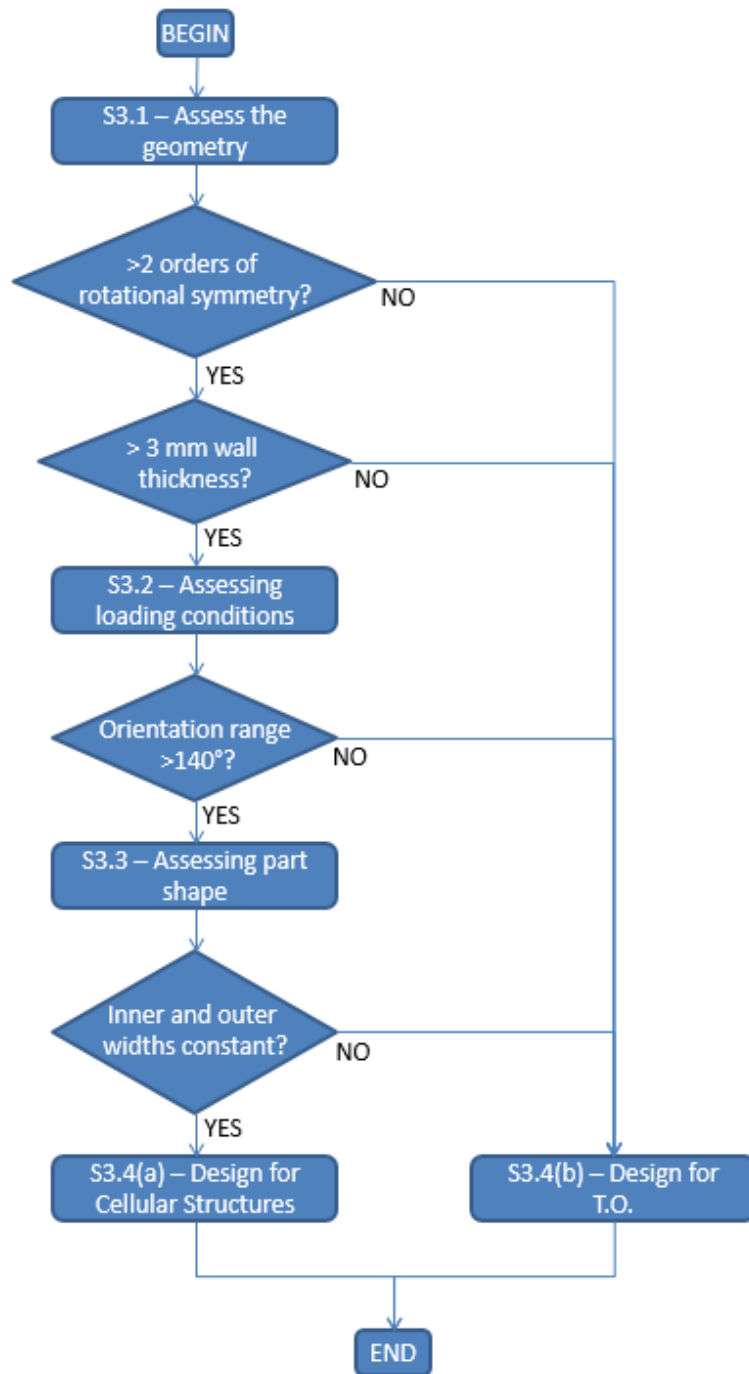 BEGIN
S3.1 – Assess the
geometry
>2 orders of
rotational symmetry?
NO
YES
> 3 mm wall
thickness?
NO
YES
S3.2 – Assessing
loading conditions
Orientation range
>140°?
NO
YES
S3.3 – Assessing part
shape
Inner and outer
widths constant?
NO
YES
S3.4(a) – Design for
Cellular Structures
S3.4(b) – Design for
T.O.
END